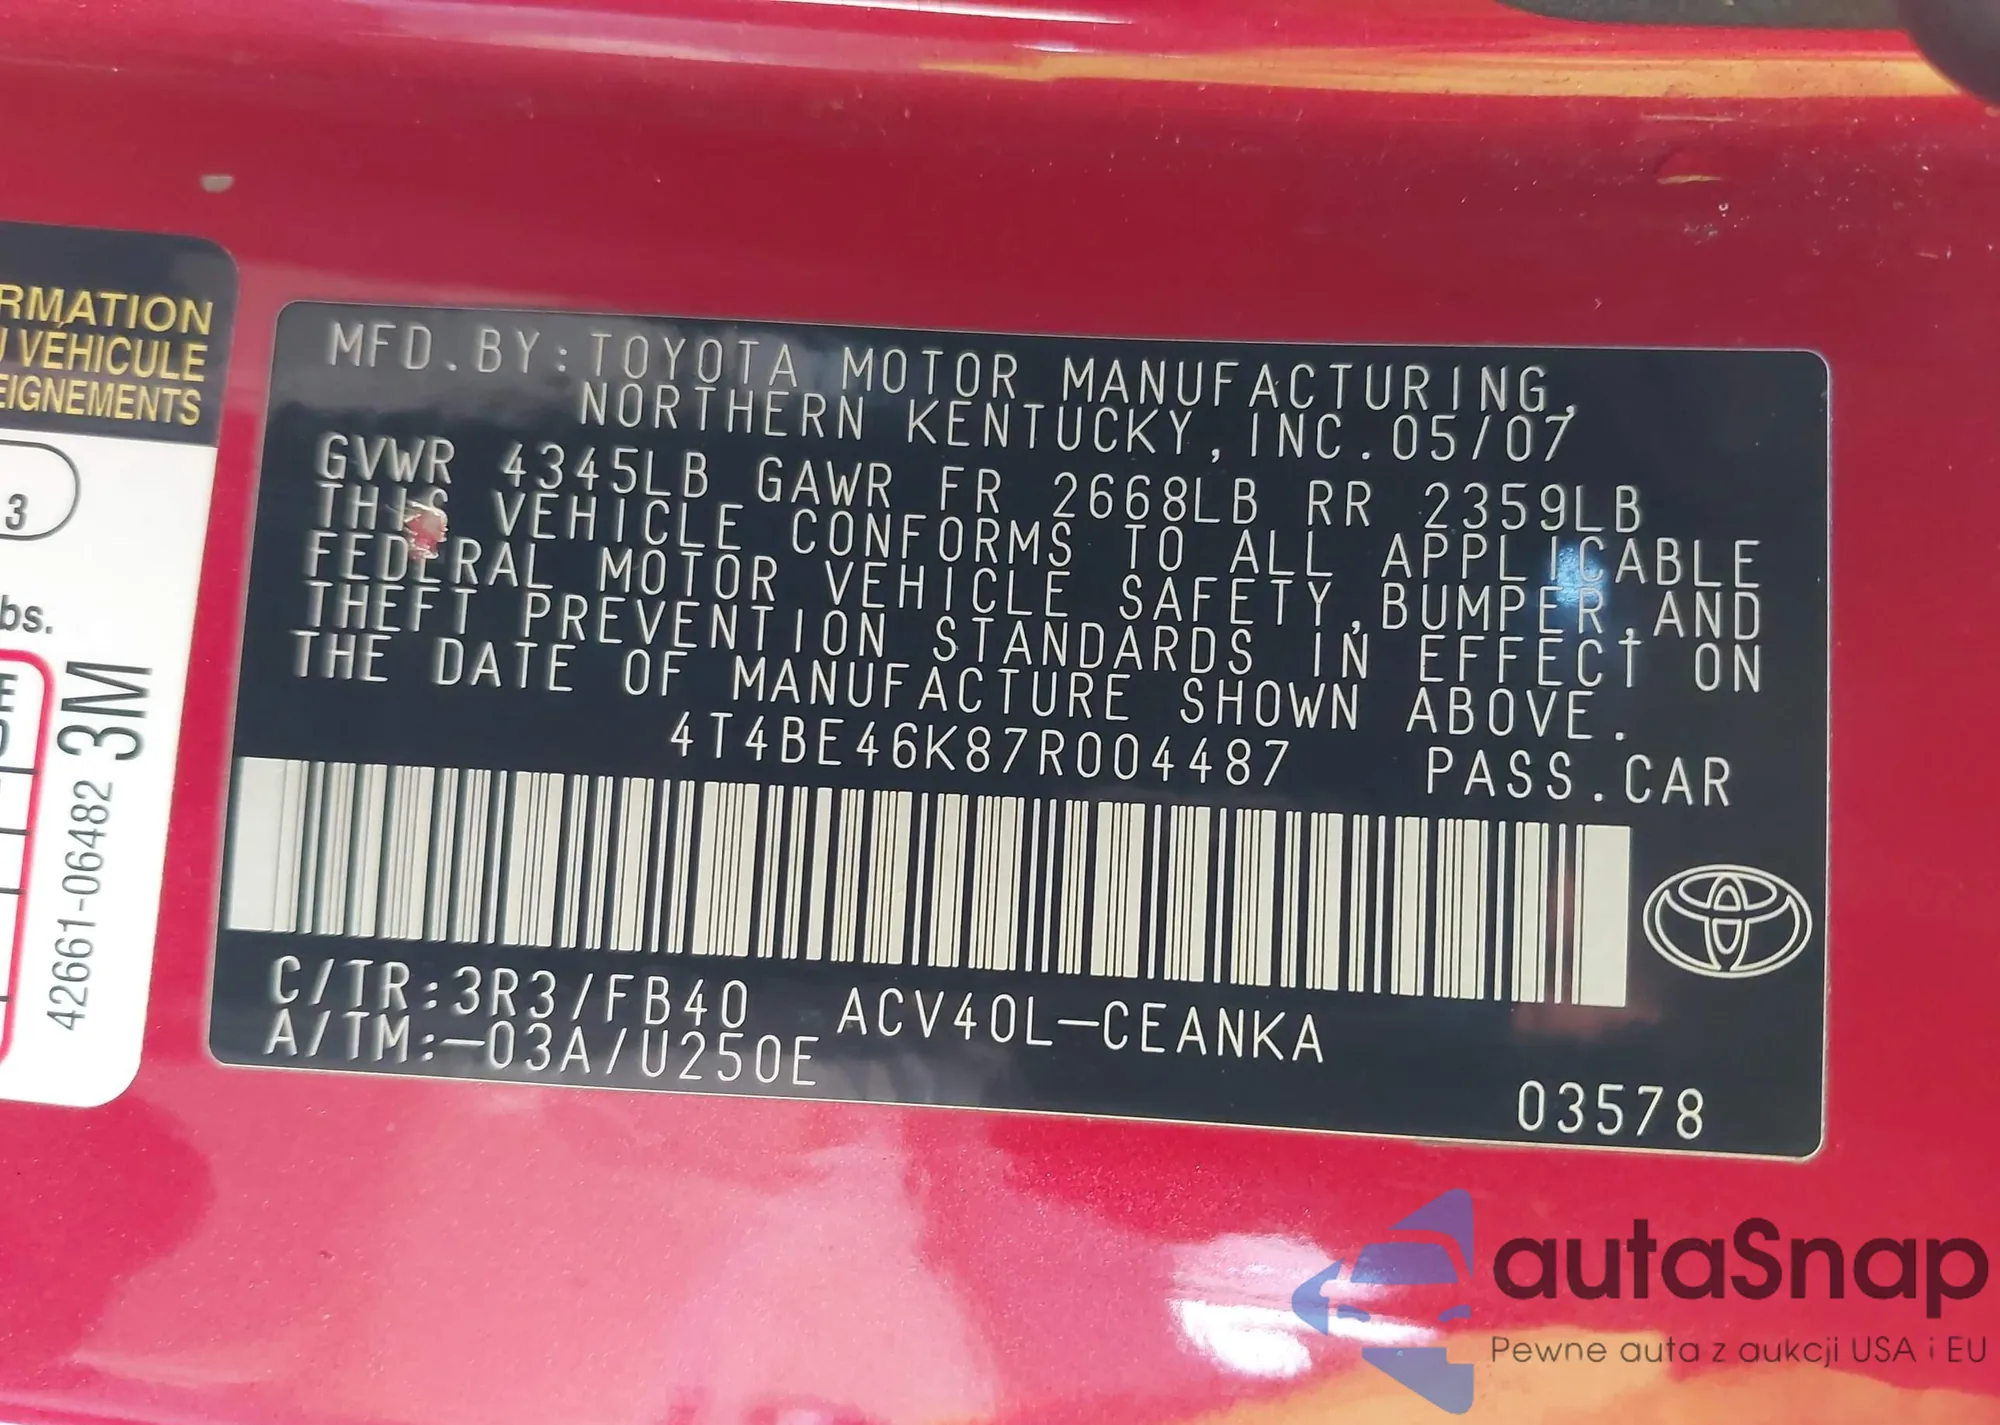 RMATION
VÉHICULE
EIGNEMENTS
3
bs.
3M
42661-06482
MFD.BY:TOYOTA MOTOR MANUFACTURING,
NORTHERN KENTUCKY,INC.05/07
GVWR 4345LB GAWR FR 2668LB RR 2359LB
THIS VEHICLE CONFORMS TO ALL APPLICABLE
FEDERAL MOTOR VEHICLE SAFETY,BUMPER,AND
THEFT PREVENTION STANDARDS IN EFFECT ON
THE DATE OF MANUFACTURE SHOWN ABOVE.
4T4BE46K87R004487 PASS.CAR
C/TR:3R3/FB40 ACV40L-CEANKA
A/TM:-03A/U250E
03578
autaSnap
Pewne auta z aukcji USA i EU